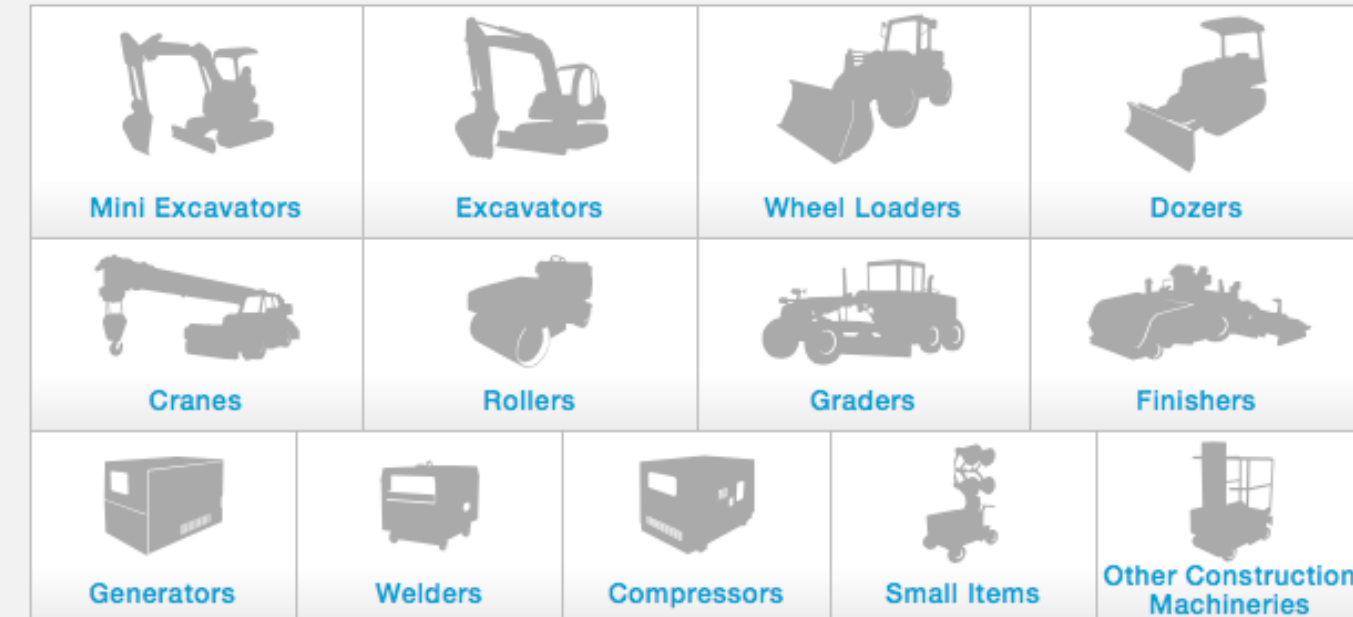 Mini Excavators
Excavators
Wheel Loaders
Dozers
Cranes
Rollers
Graders
Finishers
Generators
Welders
Compressors
Small Items
Other Construction
Machineries